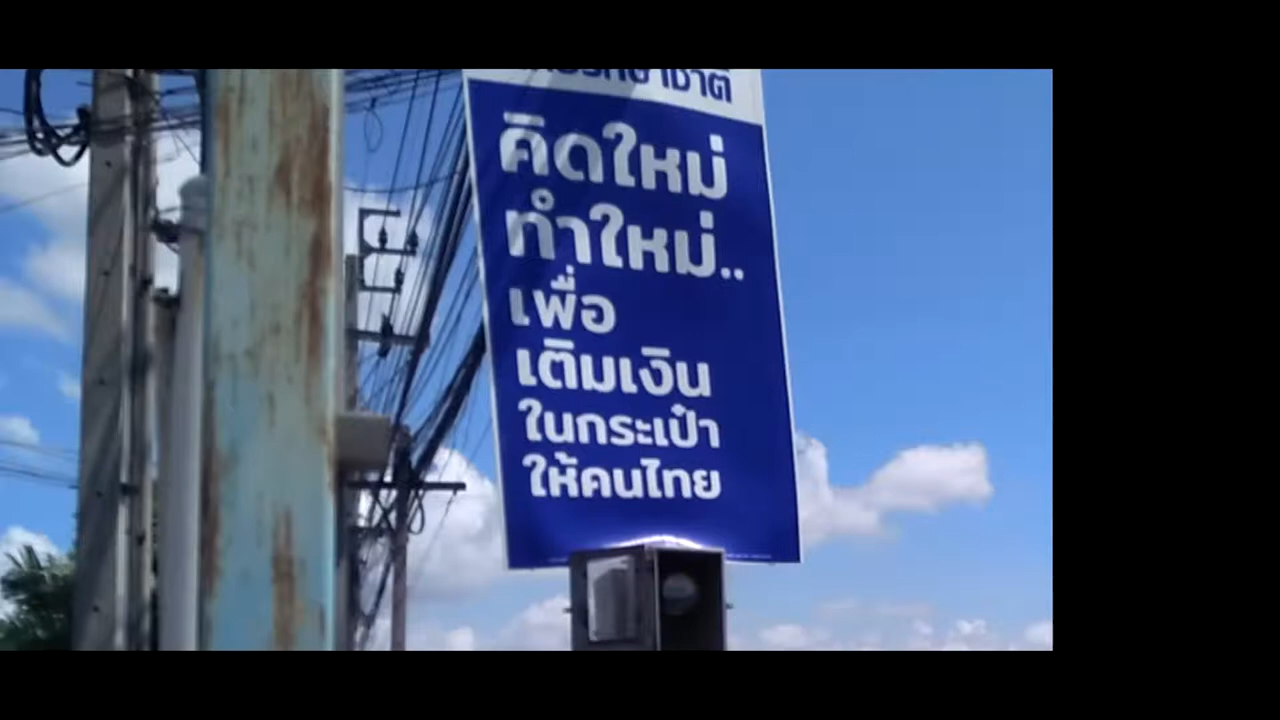 คิดใหม่
ทำใหม่..
เพื่อ
เติมเงิน
ในกระเป๋า
ให้คนไทย